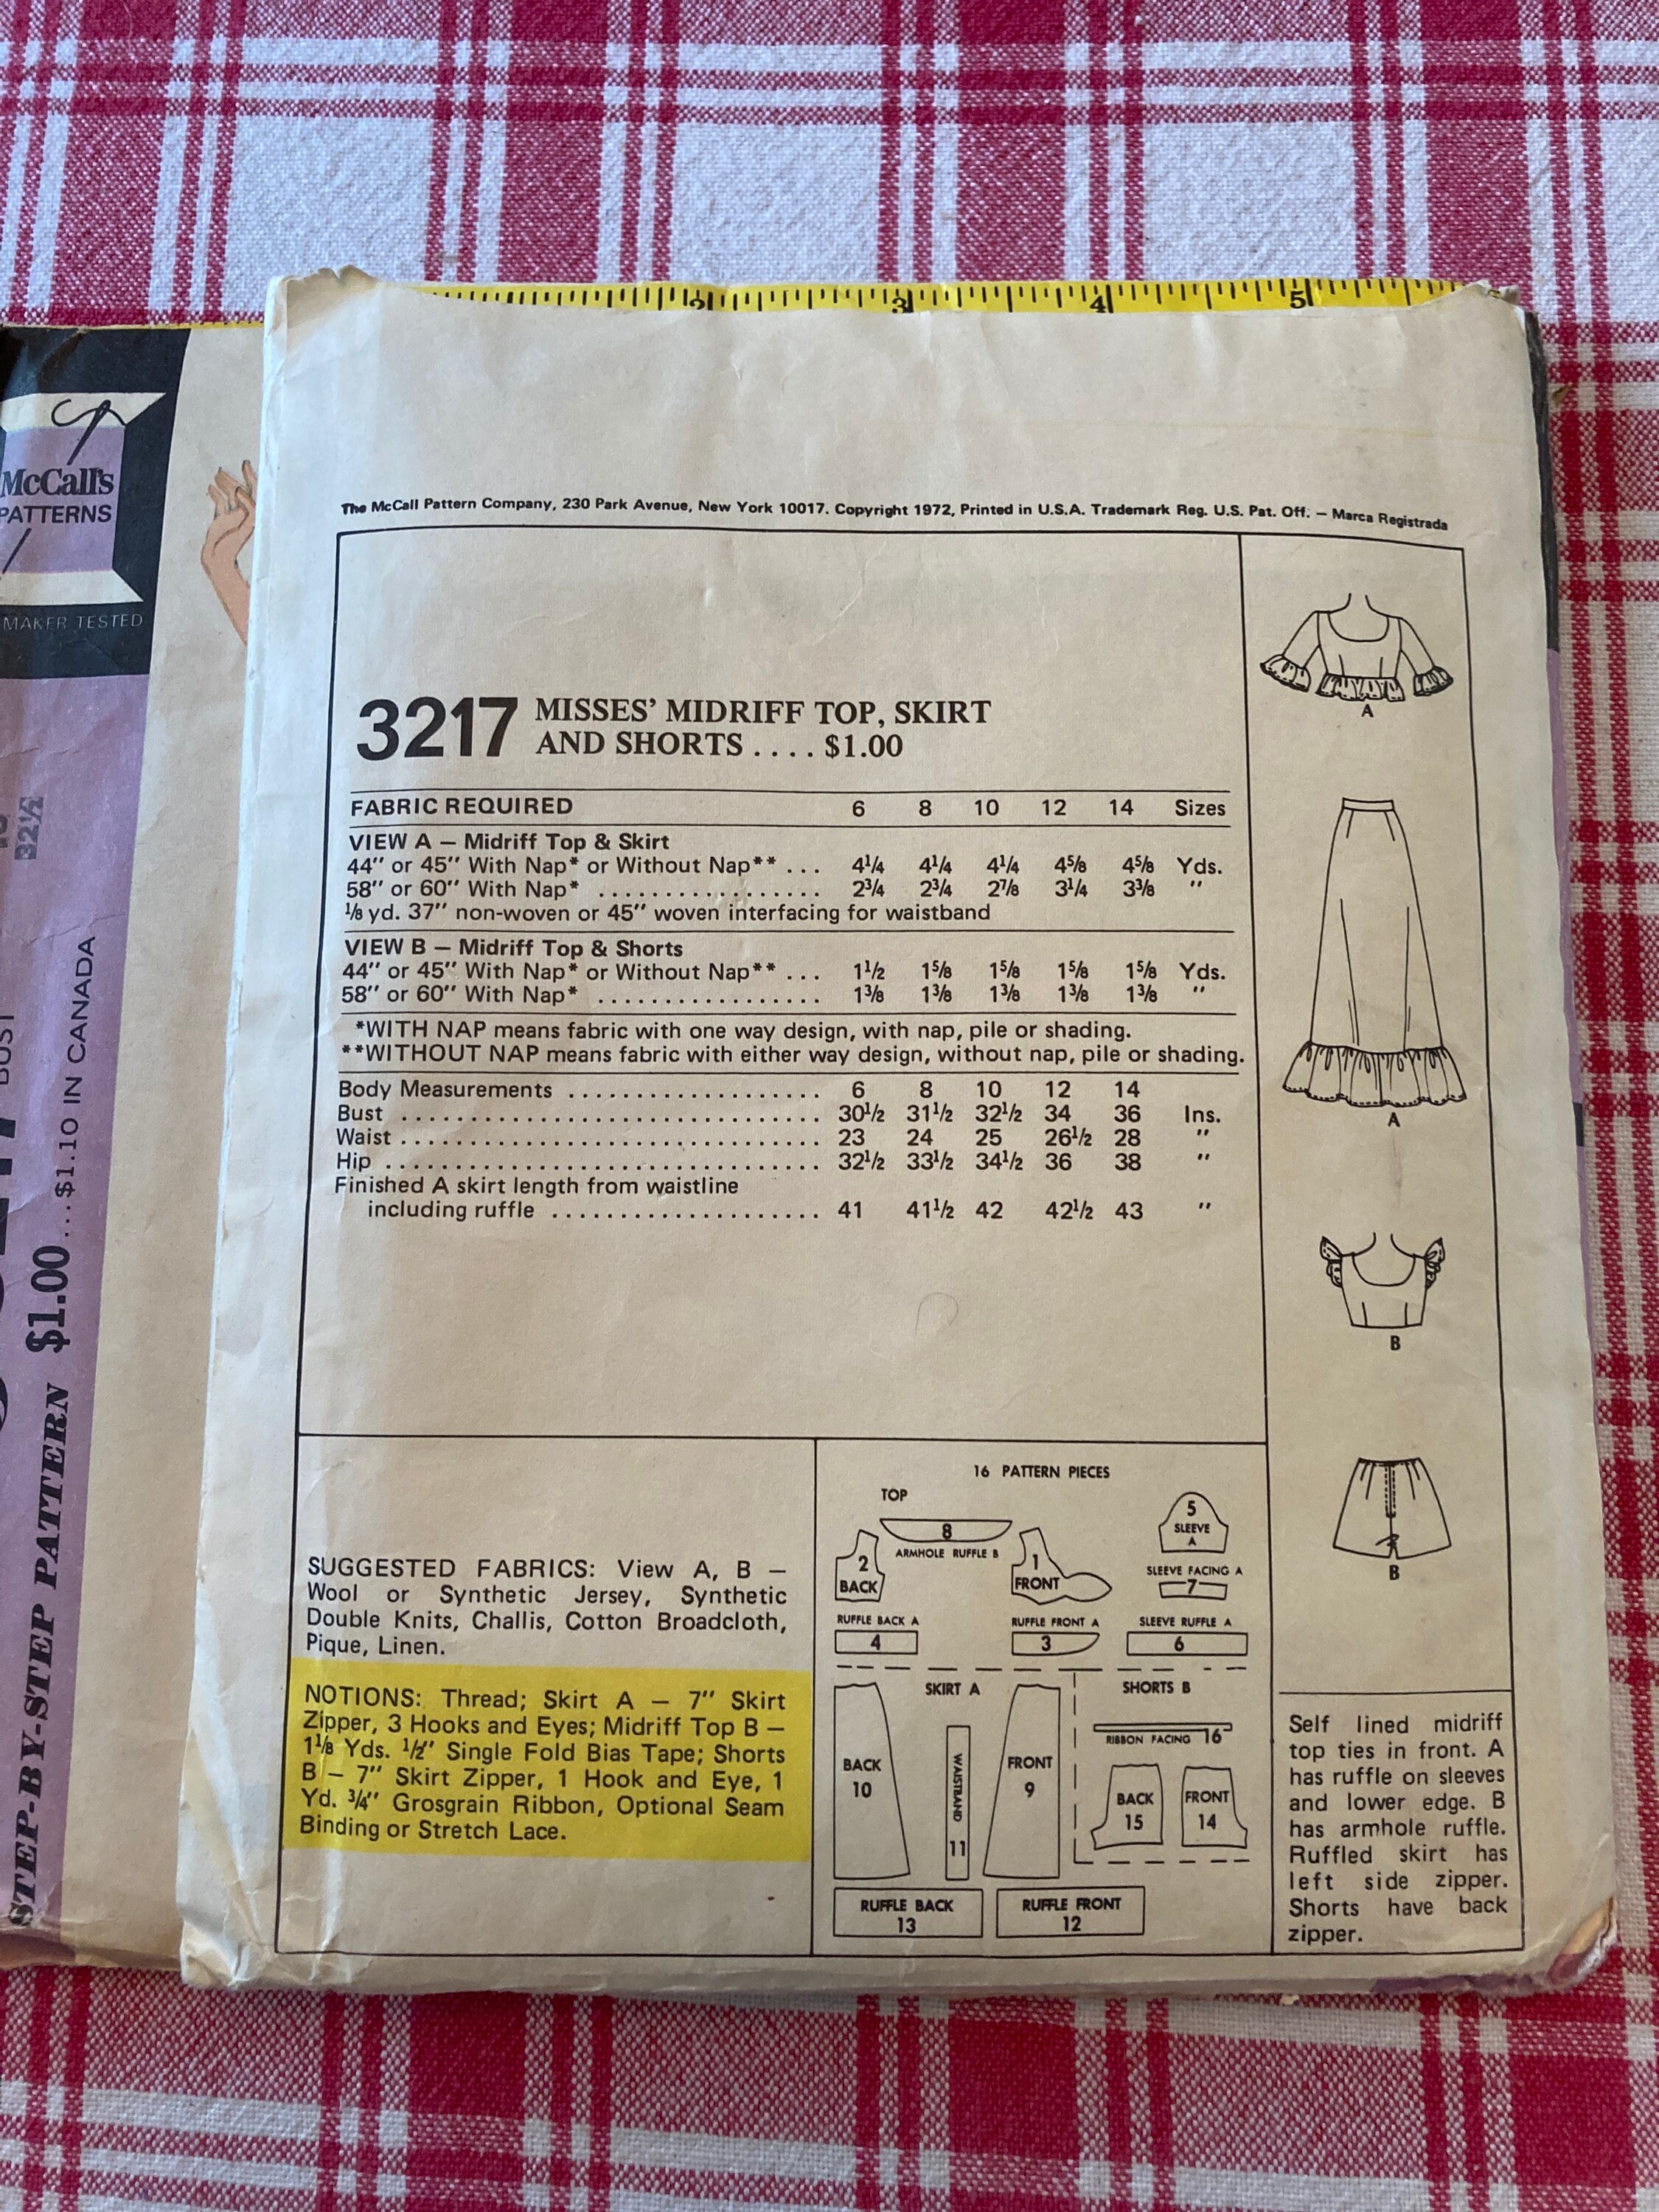 2 3 4 5
McCall's
PATTERNS
MAKER TESTED
32½
BUST
STEP-BY-STEP PATTERN $1.00...$1.10 IN CANADA
The McCall Pattern Company, 230 Park Avenue, New York 10017. Copyright 1972, Printed in U.S.A. Trademark Reg. U.S. Pat. Off. — Marca Registrada
3217 MISSES' MIDRIFF TOP, SKIRT
AND SHORTS .... $1.00
FABRIC REQUIRED 6 8 10 12 14 Sizes
VIEW A — Midriff Top & Skirt
44" or 45" With Nap* or Without Nap** ... 4¼ 4¼ 4¼ 4⅝ 4⅝ Yds.
58" or 60" With Nap* ................. 2¾ 2¾ 2⅞ 3¼ 3⅜ "
⅛ yd. 37" non-woven or 45" woven interfacing for waistband
VIEW B — Midriff Top & Shorts
44" or 45" With Nap* or Without Nap** ... 1½ 1⅝ 1⅝ 1⅝ 1⅝ Yds.
58" or 60" With Nap* ................. 1⅜ 1⅜ 1⅜ 1⅜ 1⅜ "
*WITH NAP means fabric with one way design, with nap, pile or shading.
**WITHOUT NAP means fabric with either way design, without nap, pile or shading.
Body Measurements ................... 6 8 10 12 14
Bust ............................... 30½ 31½ 32½ 34 36 Ins.
Waist ............................... 23 24 25 26½ 28 "
Hip ................................ 32½ 33½ 34½ 36 38 "
Finished A skirt length from waistline
including ruffle .................... 41 41½ 42 42½ 43 "
A
A
B
B
SUGGESTED FABRICS: View A, B —
Wool or Synthetic Jersey, Synthetic
Double Knits, Challis, Cotton Broadcloth,
Pique, Linen.
NOTIONS: Thread; Skirt A — 7" Skirt
Zipper, 3 Hooks and Eyes; Midriff Top B —
1⅛ Yds. ½" Single Fold Bias Tape; Shorts
B — 7" Skirt Zipper, 1 Hook and Eye, 1
Yd. ¾" Grosgrain Ribbon, Optional Seam
Binding or Stretch Lace.
16 PATTERN PIECES
TOP
8
ARMHOLE RUFFLE B
2
BACK
1
FRONT
5
SLEEVE
A
SLEEVE FACING A
7
RUFFLE BACK A
4
RUFFLE FRONT A
3
SLEEVE RUFFLE A
6
SKIRT A
BACK
10
WAISTBAND
11
FRONT
9
SHORTS B
RIBBON FACING 16
BACK
15
FRONT
14
RUFFLE BACK
13
RUFFLE FRONT
12
Self lined midriff
top ties in front. A
has ruffle on sleeves
and lower edge. B
has armhole ruffle.
Ruffled skirt has
left side zipper.
Shorts have back
zipper.